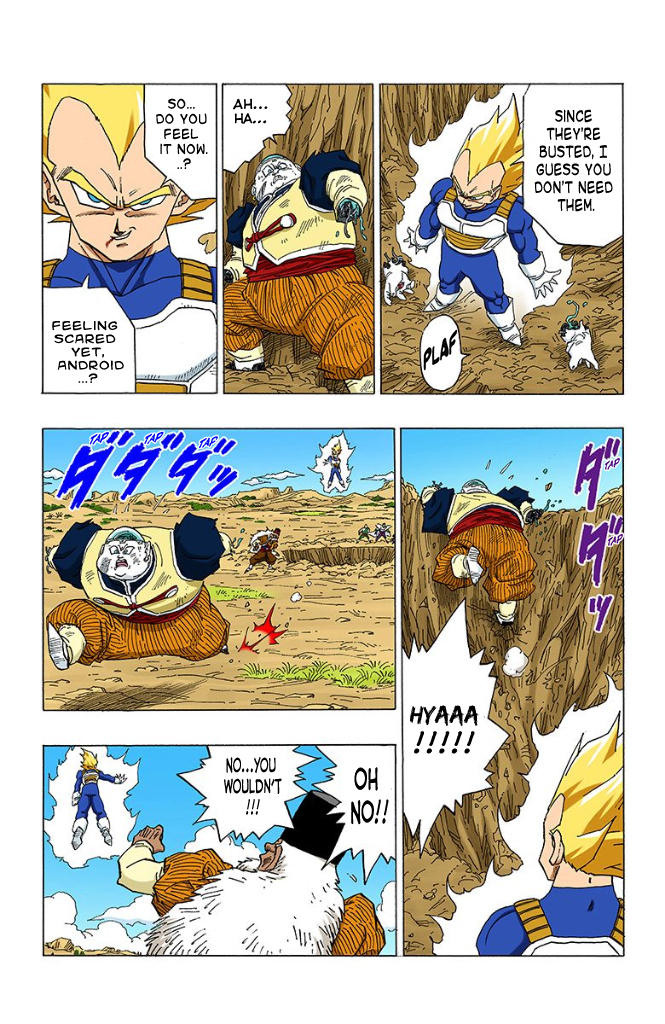 SINCE
THEY'RE
BUSTED, I
GUESS YOU
DON'T NEED
THEM.
PLAF
AH...
HA...
SO...
DO YOU
FEEL
IT NOW.
..?
FEELING
SCARED
YET,
ANDROID
...?
ダダッ
TAP
TAP
HYAAA
!!!!!
ダダダッ
TAP
TAP
TAP
OH
NO!!
NO...YOU
WOULDN'T
!!!